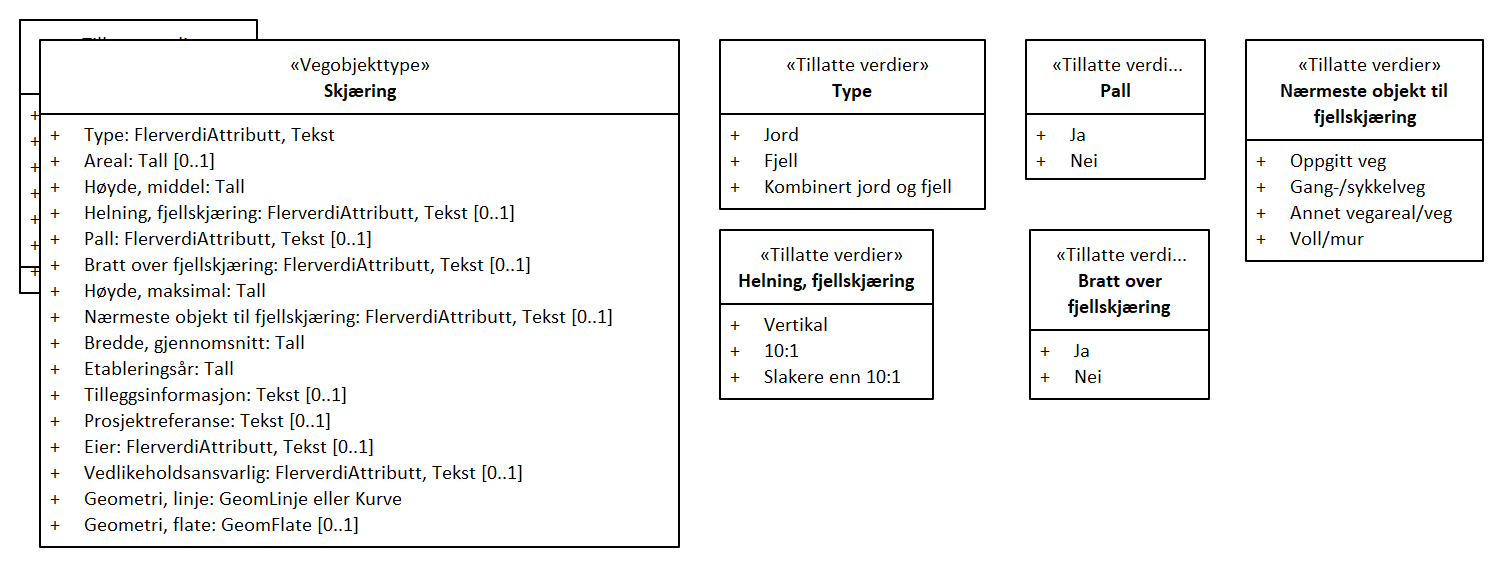 «Vegobjekttype»
Skjæring
+ Type: FlerverdiAttributt, Tekst
+ Areal: Tall [0..1]
+ Høyde, middel: Tall
+ Helning, fjellskjæring: FlerverdiAttributt, Tekst [0..1]
+ Pall: FlerverdiAttributt, Tekst [0..1]
+ Bratt over fjellskjæring: FlerverdiAttributt, Tekst [0..1]
+ Høyde, maksimal: Tall
+ Nærmeste objekt til fjellskjæring: FlerverdiAttributt, Tekst [0..1]
+ Bredde, gjennomsnitt: Tall
+ Etableringsår: Tall
+ Tilleggsinformasjon: Tekst [0..1]
+ Prosjektreferanse: Tekst [0..1]
+ Eier: FlerverdiAttributt, Tekst [0..1]
+ Vedlikeholdsansvarlig: FlerverdiAttributt, Tekst [0..1]
+ Geometri, linje: GeomLinje eller Kurve
+ Geometri, flate: GeomFlate [0..1]
«Tillatte verdier»
Type
+ Jord
+ Fjell
+ Kombinert jord og fjell
«Tillatte verdi...
Pall
+ Ja
+ Nei
«Tillatte verdier»
Nærmeste objekt til
fjellskjæring
+ Oppgitt veg
+ Gang-/sykkelveg
+ Annet vegareal/veg
+ Voll/mur
«Tillatte verdier»
Helning, fjellskjæring
+ Vertikal
+ 10:1
+ Slakere enn 10:1
«Tillatte verdi...
Bratt over
fjellskjæring
+ Ja
+ Nei